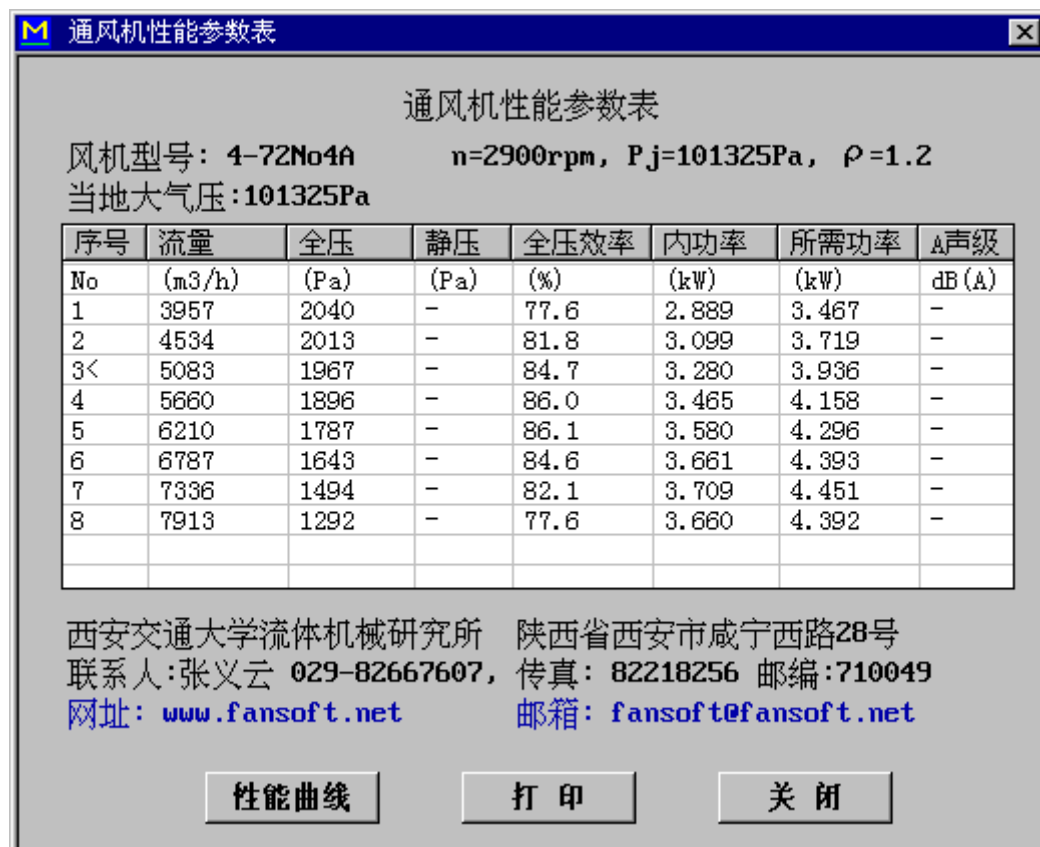 M 通风机性能参数表
通风机性能参数表
风机型号: 4-72No4A n=2900rpm, Pj=101325Pa, ρ=1.2
当地大气压:101325Pa
序号 流量 全压 静压 全压效率 内功率 所需功率 A声级
No (m3/h) (Pa) (Pa) (%) (kW) (kW) dB(A)
1 3957 2040 - 77.6 2.889 3.467 -
2 4534 2013 - 81.8 3.099 3.719 -
3< 5083 1967 - 84.7 3.280 3.936 -
4 5660 1896 - 86.0 3.465 4.158 -
5 6210 1787 - 86.1 3.580 4.296 -
6 6787 1643 - 84.6 3.661 4.393 -
7 7336 1494 - 82.1 3.709 4.451 -
8 7913 1292 - 77.6 3.660 4.392 -
西安交通大学流体机械研究所 陕西省西安市咸宁西路28号
联系人:张义云 029-82667607, 传真: 82218256 邮编:710049
网址: www.fansoft.net 邮箱: fansoft@fansoft.net
性能曲线 打 印 关 闭